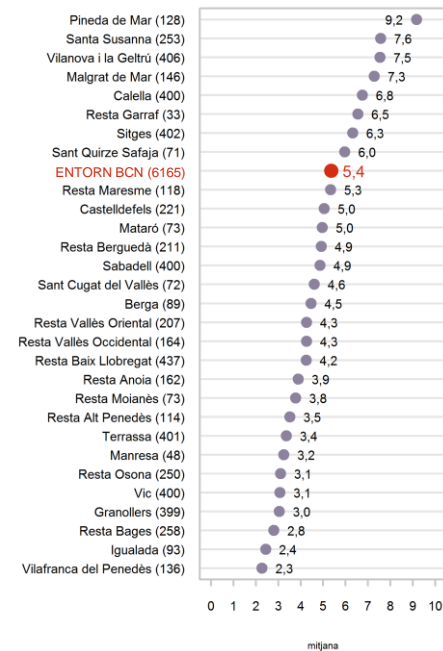 Pineda de Mar (128) 9,2
Santa Susanna (253) 7,6
Vilanova i la Geltrú (406) 7,5
Malgrat de Mar (146) 7,3
Calella (400) 6,8
Resta Garraf (33) 6,5
Sitges (402) 6,3
Sant Quirze Safaja (71) 6,0
ENTORN BCN (6165) 5,4
Resta Maresme (118) 5,3
Castelldefels (221) 5,0
Mataró (73) 5,0
Resta Berguedà (211) 4,9
Sabadell (400) 4,9
Sant Cugat del Vallès (72) 4,6
Berga (89) 4,5
Resta Vallès Oriental (207) 4,3
Resta Vallès Occidental (164) 4,3
Resta Baix Llobregat (437) 4,2
Resta Anoia (162) 3,9
Resta Moianès (73) 3,8
Resta Alt Penedès (114) 3,5
Terrassa (401) 3,4
Manresa (48) 3,2
Resta Osona (250) 3,1
Vic (400) 3,1
Granollers (399) 3,0
Resta Bages (258) 2,8
Igualada (93) 2,4
Vilafranca del Penedès (136) 2,3
0 1 2 3 4 5 6 7 8 9 10
mitjana